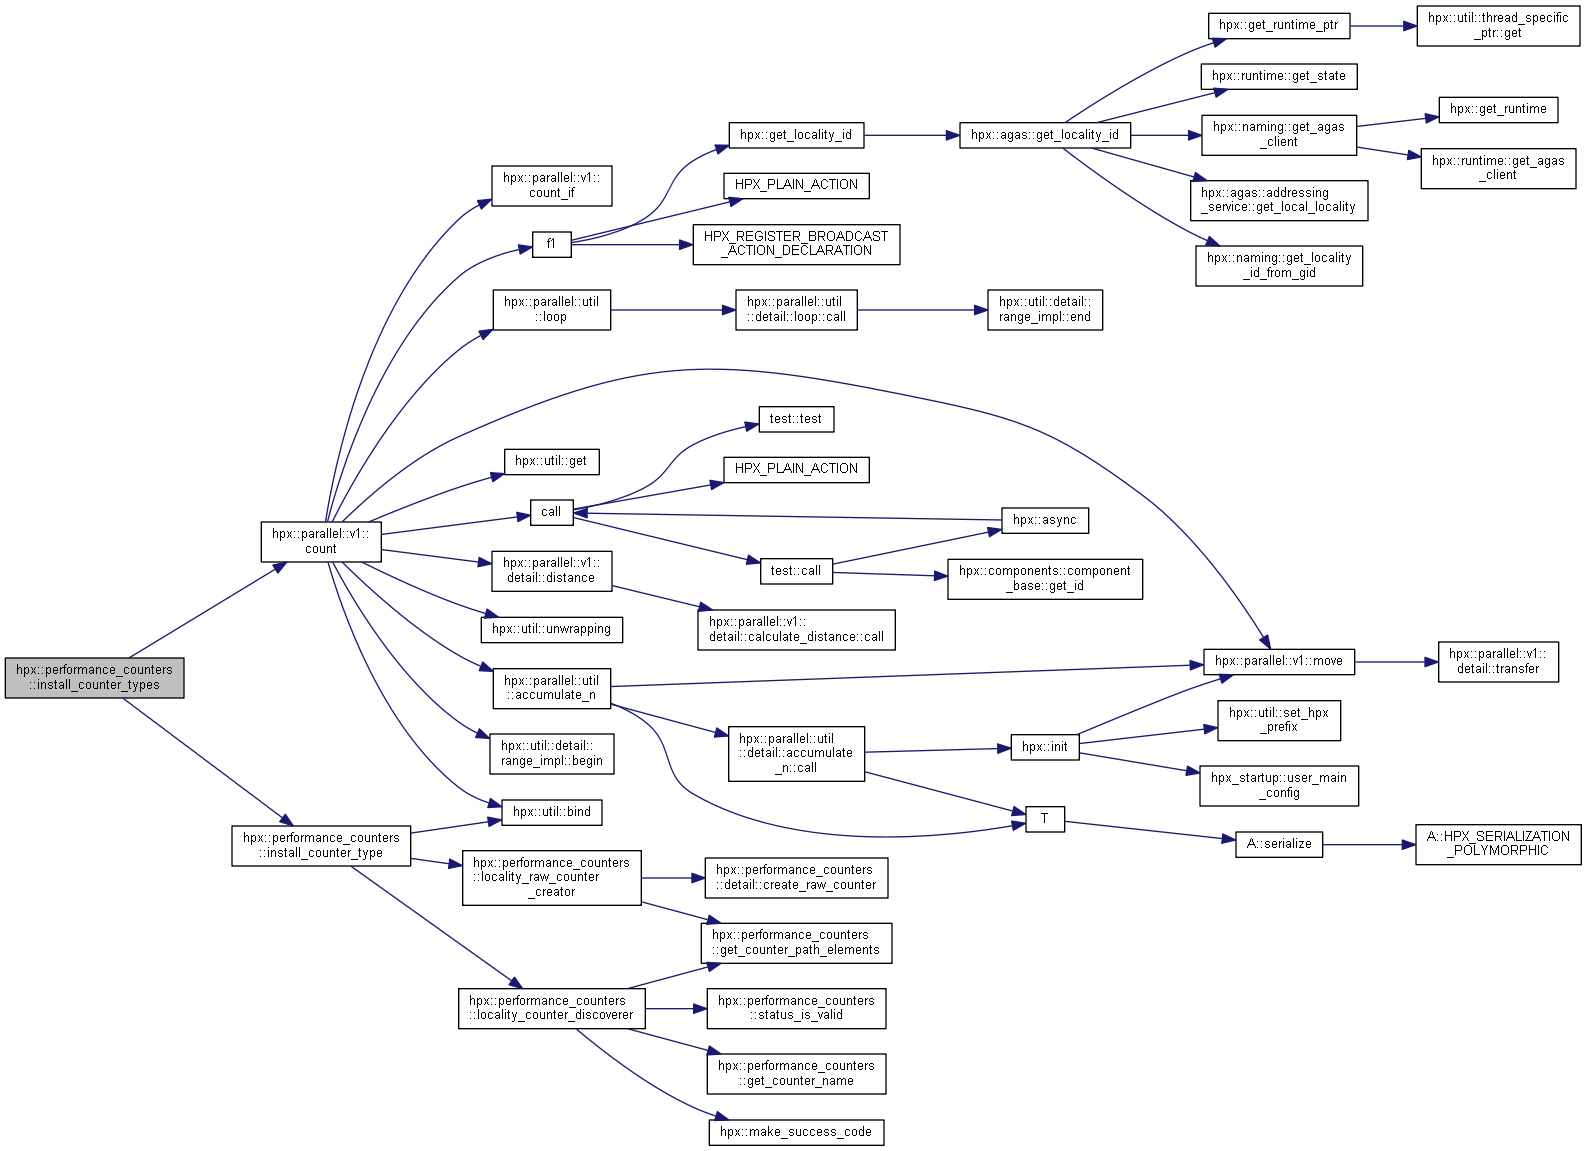 hpx::get_runtime_ptr
hpx::util::thread_specific
_ptr::get
hpx::runtime::get_state
hpx::get_runtime
hpx::get_locality_id
hpx::agas::get_locality_id
hpx::naming::get_agas
_client
hpx::runtime::get_agas
_client
hpx::parallel::v1::
count_if
HPX_PLAIN_ACTION
hpx::agas::addressing
_service::get_local_locality
f1
HPX_REGISTER_BROADCAST
_ACTION_DECLARATION
hpx::naming::get_locality
_id_from_gid
hpx::parallel::util
::loop
hpx::parallel::util
::detail::loop::call
hpx::util::detail::
range_impl::end
test::test
hpx::util::get
HPX_PLAIN_ACTION
call
hpx::async
hpx::parallel::v1::
count
hpx::parallel::v1::
detail::distance
test::call
hpx::components::component
_base::get_id
hpx::util::unwrapping
hpx::parallel::v1::
detail::calculate_distance::call
hpx::performance_counters
::install_counter_types
hpx::parallel::util
::accumulate_n
hpx::parallel::v1::move
hpx::parallel::v1::
detail::transfer
hpx::util::set_hpx
_prefix
hpx::util::detail::
range_impl::begin
hpx::parallel::util
::detail::accumulate
_n::call
hpx::init
hpx_startup::user_main
_config
hpx::util::bind
T
hpx::performance_counters
::install_counter_type
A::serialize
A::HPX_SERIALIZATION
_POLYMORPHIC
hpx::performance_counters
::locality_raw_counter
_creator
hpx::performance_counters
::detail::create_raw_counter
hpx::performance_counters
::get_counter_path_elements
hpx::performance_counters
::locality_counter_discoverer
hpx::performance_counters
::status_is_valid
hpx::performance_counters
::get_counter_name
hpx::make_success_code